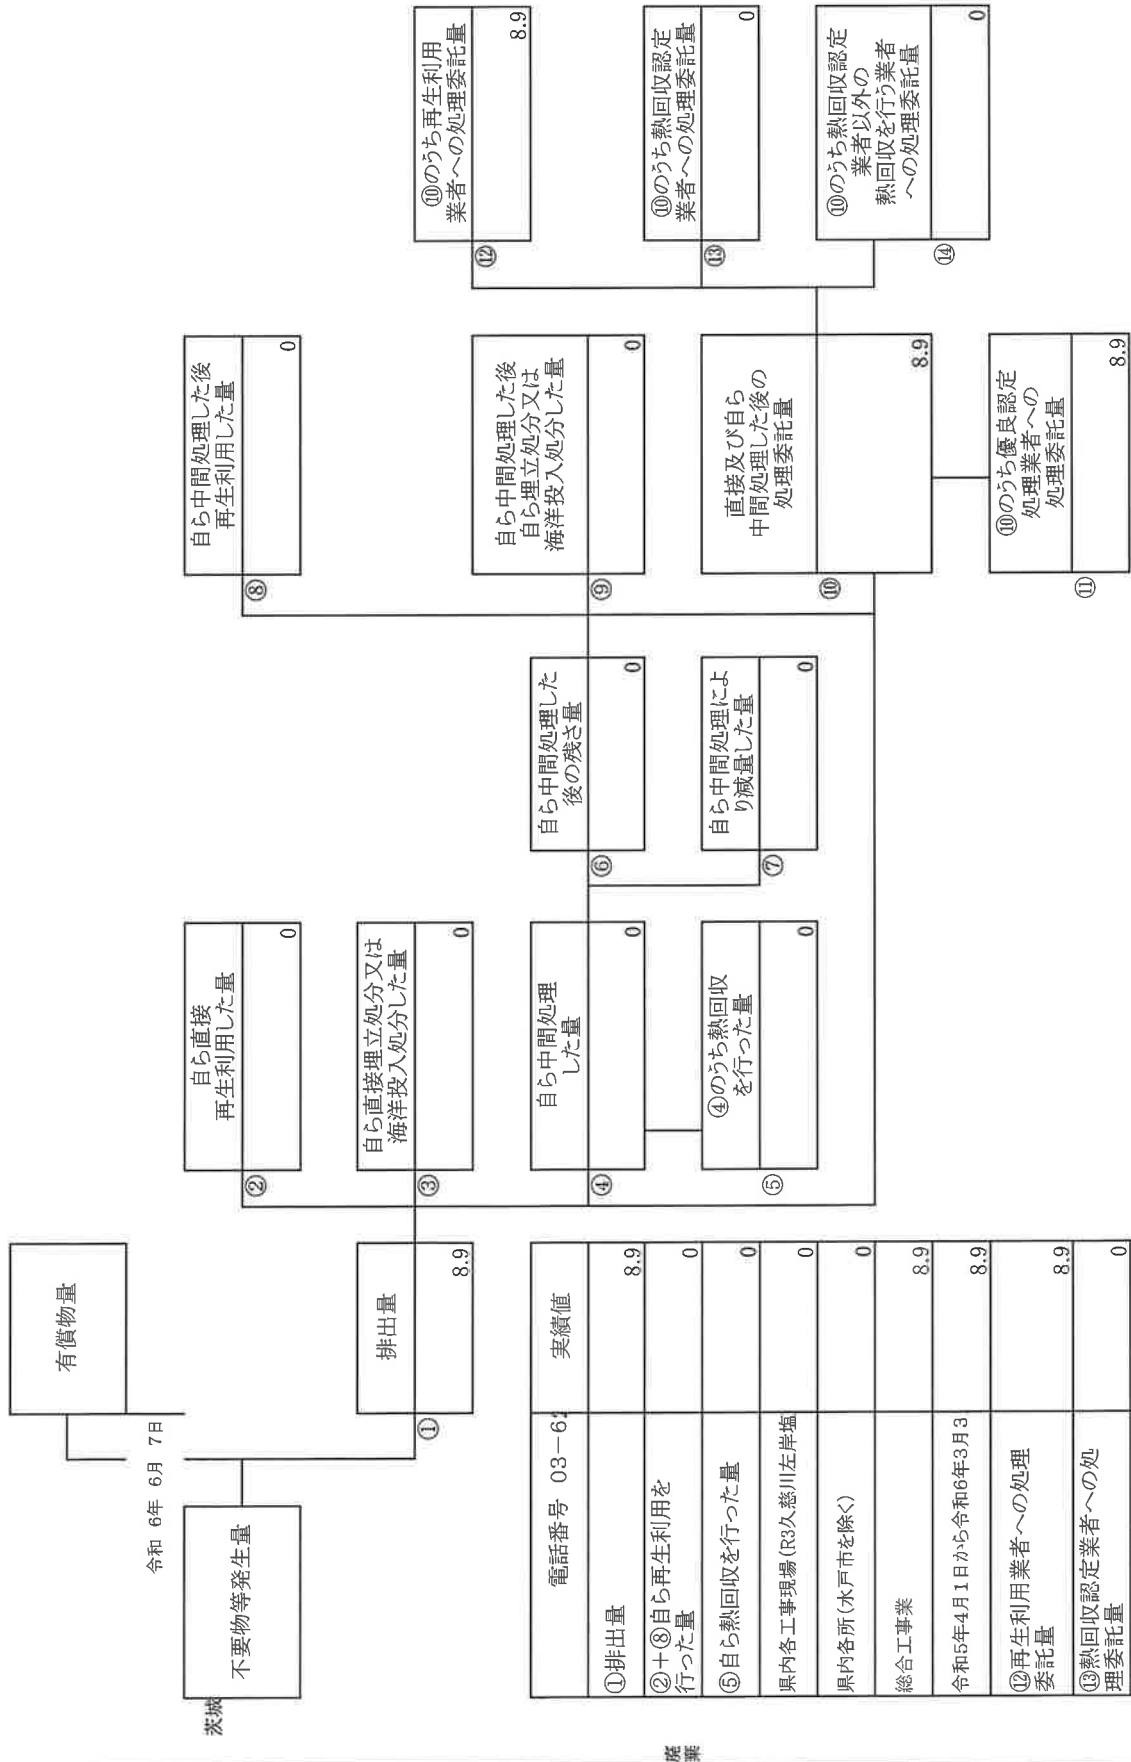 有償物量
令和 6年 6月 7日
茨城
不要物等発生量
①
排出量
8.9
②
自ら直接
再生利用した量
0
③
自ら直接埋立処分又は
海洋投入処分した量
0
④
自ら中間処理
した量
0
⑤
④のうち熱回収
を行った量
0
⑥
自ら中間処理した
後の残さ量
0
⑦
自ら中間処理によ
り減量した量
0
⑧
自ら中間処理した後
再生利用した量
0
⑨
自ら中間処理した後
自ら埋立処分又は
海洋投入処分した量
0
⑩
直接及び自ら
中間処理した後の
処理委託量
8.9
⑪
⑩のうち優良認定
処理業者への
処理委託量
8.9
⑫
⑩のうち再生利用
業者への処理委託量
8.9
⑬
⑩のうち熱回収認定
業者への処理委託量
0
⑭
⑩のうち熱回収認定
業者以外の
熱回収を行う業者
への処理委託量
0
電話番号 03-62
実績値
①排出量
8.9
②+⑧自ら再生利用を
行った量
0
⑤自ら熱回収を行った量
0
県内各工事現場(R3久慈川左岸塩
0
県内各所(水戸市を除く)
0
総合工事業
8.9
令和5年4月1日から令和6年3月3
8.9
⑫再生利用業者への処理
委託量
8.9
⑬熱回収認定業者への処
理委託量
0
廃
棄